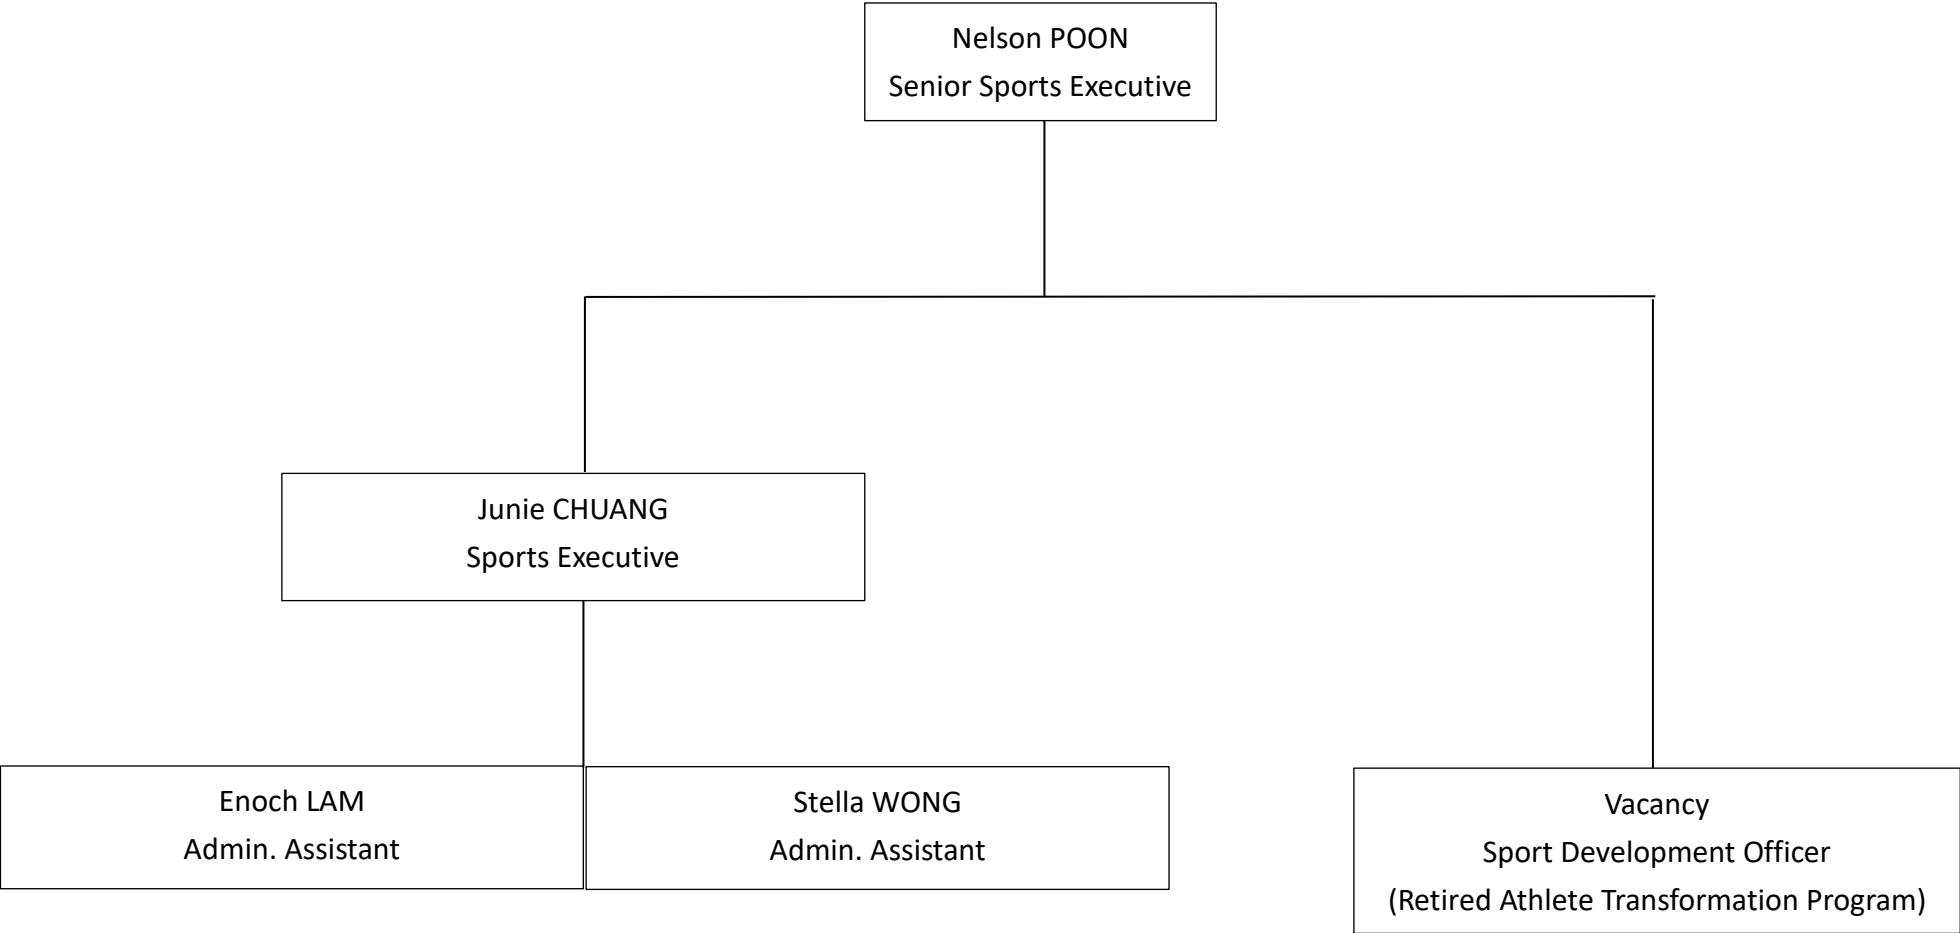 Nelson POON
Senior Sports Executive
Junie CHUANG
Sports Executive
Enoch LAM
Admin. Assistant
Stella WONG
Admin. Assistant
Vacancy
Sport Development Officer
(Retired Athlete Transformation Program)